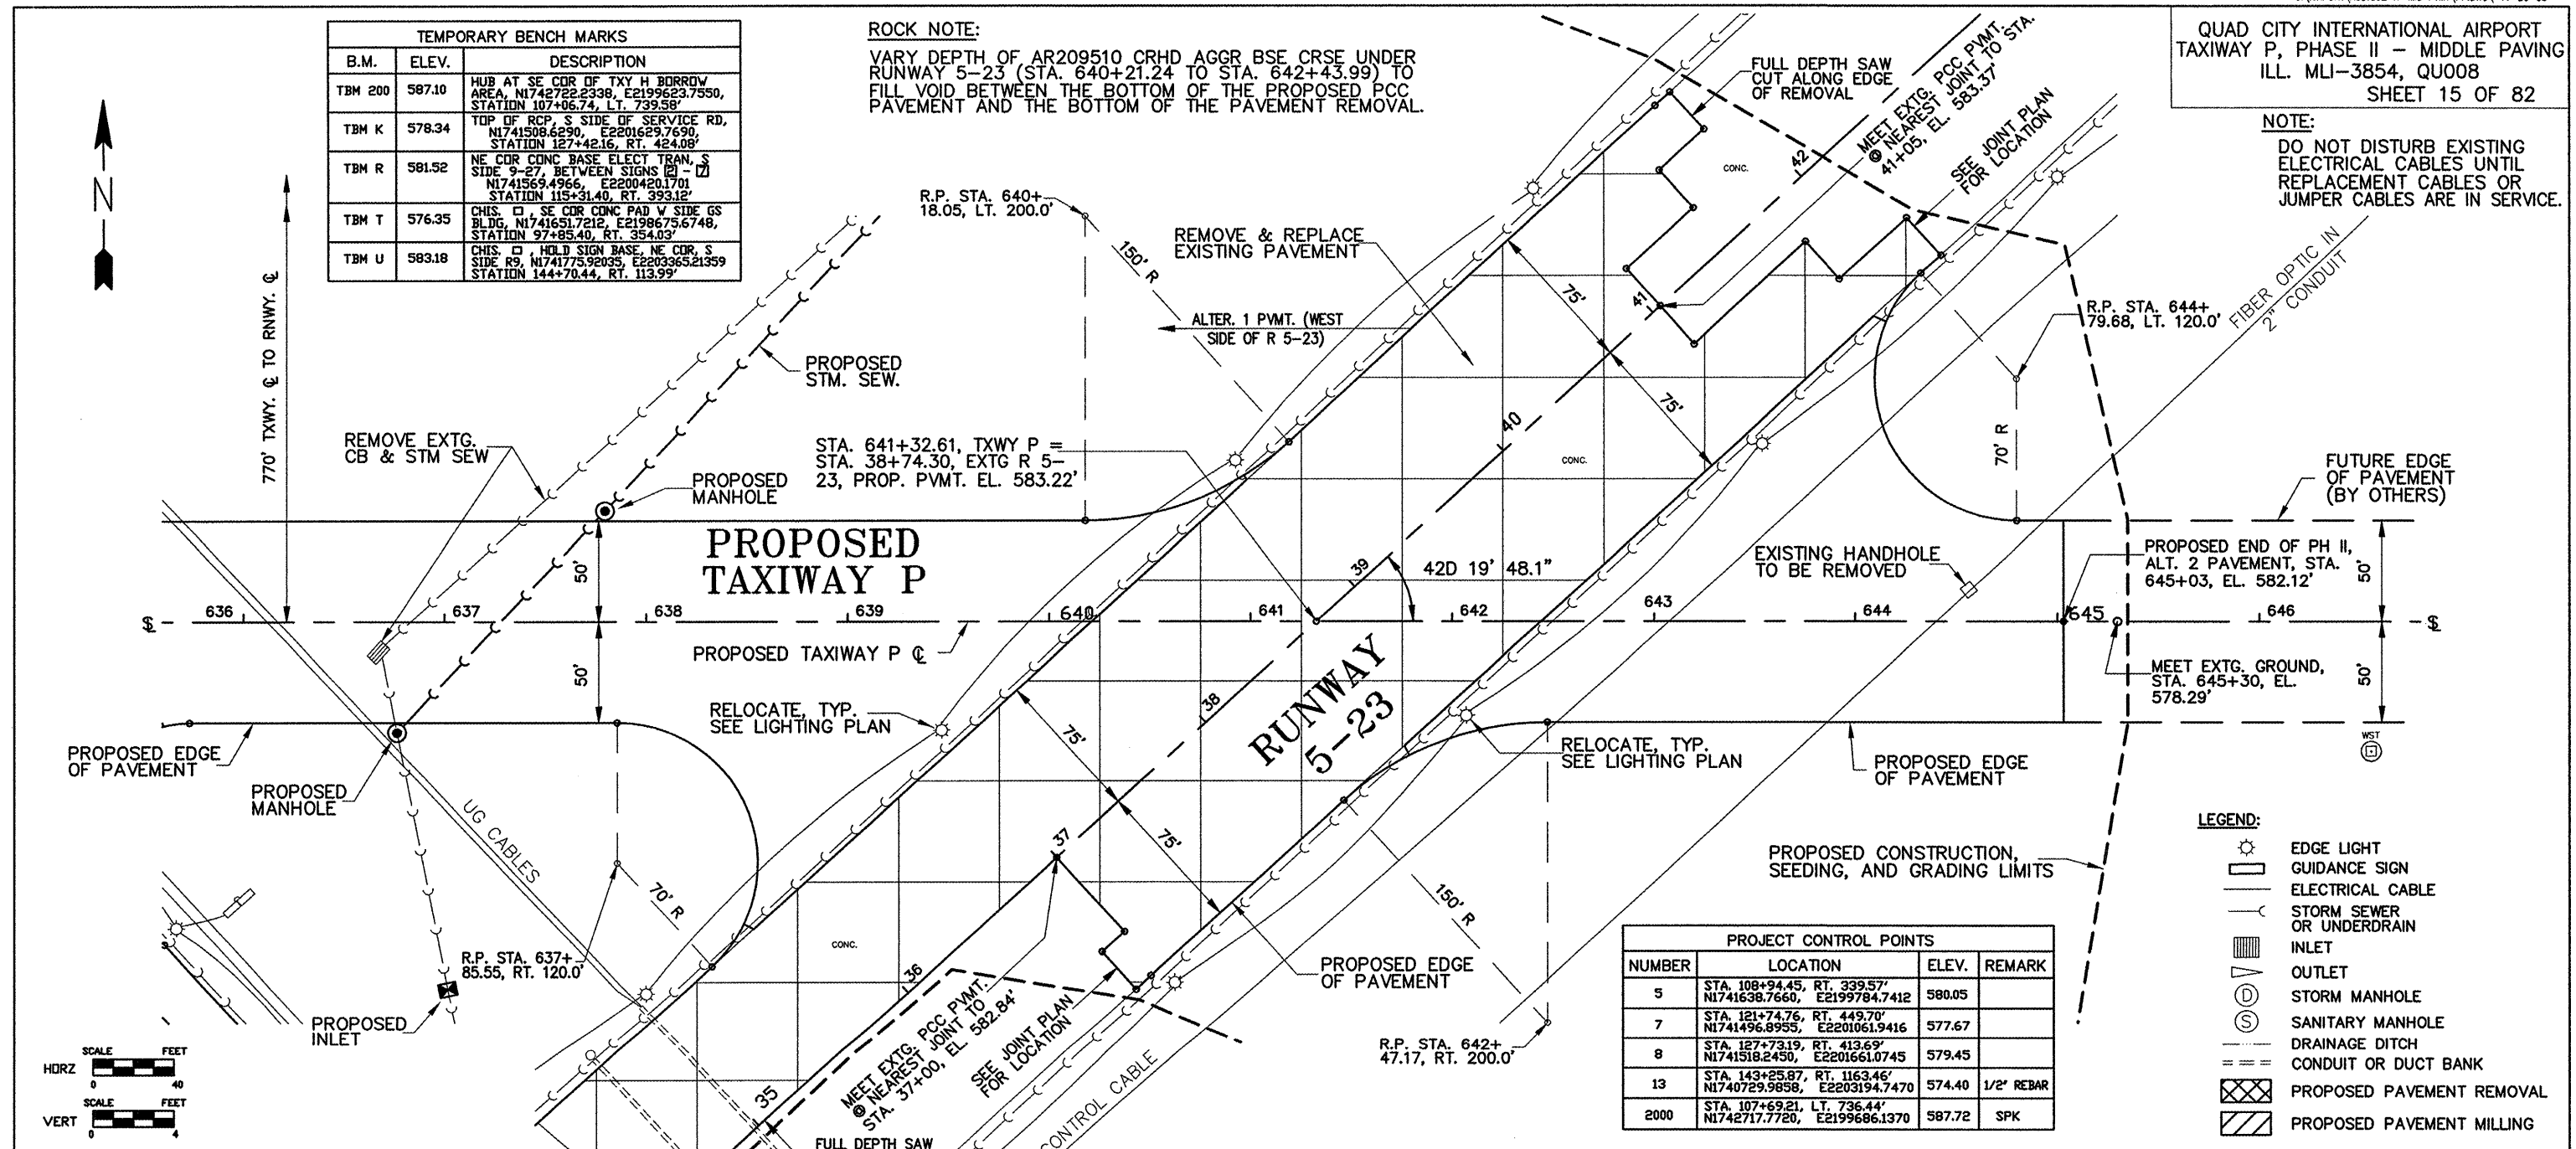 QUAD CITY INTERNATIONAL AIRPORT
TAXIWAY P, PHASE II – MIDDLE PAVING
ILL. MLI–3854, QU008
SHEET 15 OF 82
NOTE:
DO NOT DISTURB EXISTING
ELECTRICAL CABLES UNTIL
REPLACEMENT CABLES OR
JUMPER CABLES ARE IN SERVICE.
TEMPORARY BENCH MARKS
B.M. ELEV. DESCRIPTION
TBM 200 587.10 HUB AT SE COR OF TXY H BORROW
AREA, N1742722.2338, E2199623.7550,
STATION 107+06.74, LT. 739.58'
TBM K 578.34 TOP OF RCP, S SIDE OF SERVICE RD,
N1741508.6290, E2201629.7690,
STATION 127+42.16, RT. 424.08'
TBM R 581.52 NE COR CONC BASE ELECT TRAN, S
SIDE 9-27, BETWEEN SIGNS 2 - 7
N1741569.4966, E2200420.1701
STATION 115+31.40, RT. 393.12'
TBM T 576.35 CHIS. □, SE COR CONC PAD W SIDE GS
BLDG, N1741651.7212, E2198675.6748,
STATION 97+85.40, RT. 354.03'
TBM U 583.18 CHIS. □, HOLD SIGN BASE, NE COR, S
SIDE R9, N1741775.92035, E2203365.21359
STATION 144+70.44, RT. 113.99'
ROCK NOTE:
VARY DEPTH OF AR209510 CRHD AGGR BSE CRSE UNDER
RUNWAY 5–23 (STA. 640+21.24 TO STA. 642+43.99) TO
FILL VOID BETWEEN THE BOTTOM OF THE PROPOSED PCC
PAVEMENT AND THE BOTTOM OF THE PAVEMENT REMOVAL.
N
770' TXWY. ℄ TO RNWY. ℄
FULL DEPTH SAW
CUT ALONG EDGE
OF REMOVAL
MEET EXTG. PCC PVMT.
@ NEAREST JOINT TO STA.
41+05, EL. 583.37'
SEE JOINT PLAN
FOR LOCATION
CONC.
42
41
R.P. STA. 640+
18.05, LT. 200.0'
150' R
REMOVE & REPLACE
EXISTING PAVEMENT
ALTER. 1 PVMT. (WEST
SIDE OF R 5–23)
75'
75'
R.P. STA. 644+
79.68, LT. 120.0'
FIBER OPTIC IN
2" CONDUIT
70' R
PROPOSED
STM. SEW.
REMOVE EXTG.
CB & STM SEW
PROPOSED
MANHOLE
STA. 641+32.61, TXWY P =
STA. 38+74.30, EXTG R 5–
23, PROP. PVMT. EL. 583.22'
40
CONC.
FUTURE EDGE
OF PAVEMENT
(BY OTHERS)
PROPOSED
TAXIWAY P
50'
39
42D 19' 48.1"
EXISTING HANDHOLE
TO BE REMOVED
PROPOSED END OF PH II,
ALT. 2 PAVEMENT, STA.
645+03, EL. 582.12'
50'
℄ 636 637 638 639 640 641 642 643 644 645 646 ℄
PROPOSED TAXIWAY P ℄
50'
MEET EXTG. GROUND,
STA. 645+30, EL.
578.29'
50'
RELOCATE, TYP.
SEE LIGHTING PLAN
38
RUNWAY
5–23
RELOCATE, TYP.
SEE LIGHTING PLAN
PROPOSED EDGE
OF PAVEMENT
WST
PROPOSED EDGE
OF PAVEMENT
PROPOSED
MANHOLE
UG CABLES
75'
75'
37
PROPOSED CONSTRUCTION,
SEEDING, AND GRADING LIMITS
150' R
70' R
CONC.
36
R.P. STA. 637+
85.55, RT. 120.0'
PROPOSED
INLET
PROPOSED EDGE
OF PAVEMENT
R.P. STA. 642+
47.17, RT. 200.0'
MEET EXTG. PCC PVMT.
@ NEAREST JOINT TO
STA. 37+00, EL. 582.84'
SEE JOINT PLAN
FOR LOCATION
35
FULL DEPTH SAW
CONTROL CABLE
HORZ
SCALE FEET
0 40
VERT
SCALE FEET
0 4
PROJECT CONTROL POINTS
NUMBER LOCATION ELEV. REMARK
5 STA. 108+94.45, RT. 339.57'
N1741638.7660, E2199784.7412 580.05
7 STA. 121+74.76, RT. 449.70'
N1741496.8955, E2201061.9416 577.67
8 STA. 127+73.19, RT. 413.69'
N1741518.2450, E2201661.0745 579.45
13 STA. 143+25.87, RT. 1163.46'
N1740729.9858, E2203194.7470 574.40 1/2" REBAR
2000 STA. 107+69.21, LT. 736.44'
N1742717.7720, E2199686.1370 587.72 SPK
LEGEND:
EDGE LIGHT
GUIDANCE SIGN
ELECTRICAL CABLE
STORM SEWER
OR UNDERDRAIN
INLET
OUTLET
D STORM MANHOLE
S SANITARY MANHOLE
DRAINAGE DITCH
CONDUIT OR DUCT BANK
PROPOSED PAVEMENT REMOVAL
PROPOSED PAVEMENT MILLING